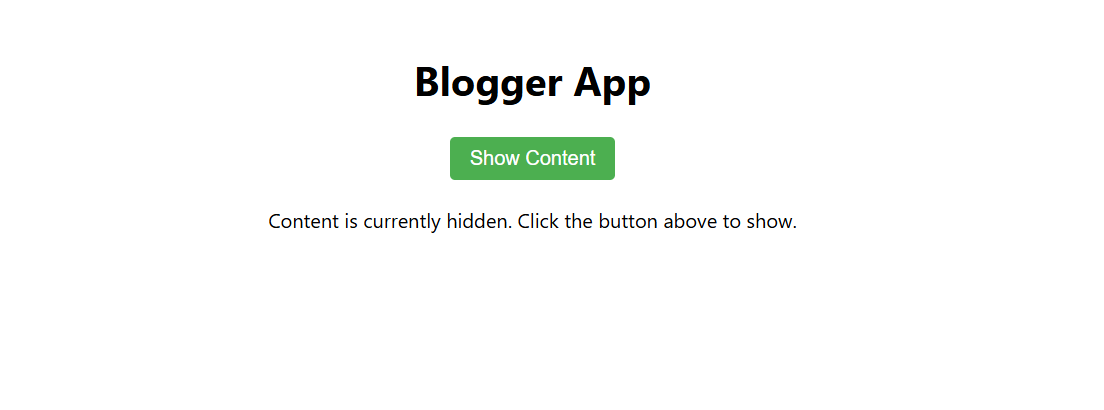 Blogger App
Show Content
Content is currently hidden. Click the button above to show.